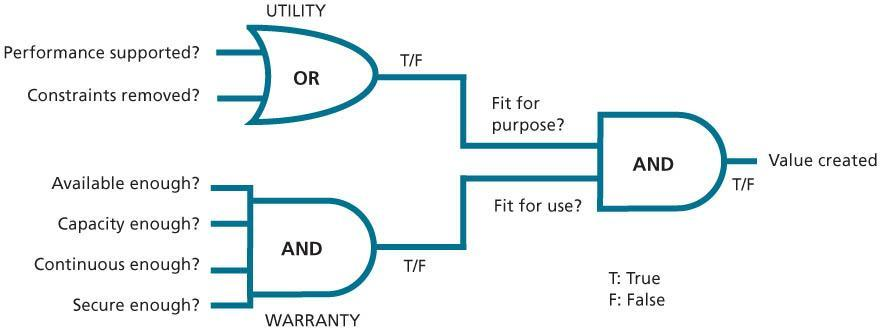 UTILITY
Performance supported?
Constraints removed?
OR
T/F
Fit for
purpose?
AND
Value created
T/F
Available enough?
Capacity enough?
Continuous enough?
Secure enough?
AND
T/F
Fit for use?
WARRANTY
T: True
F: False